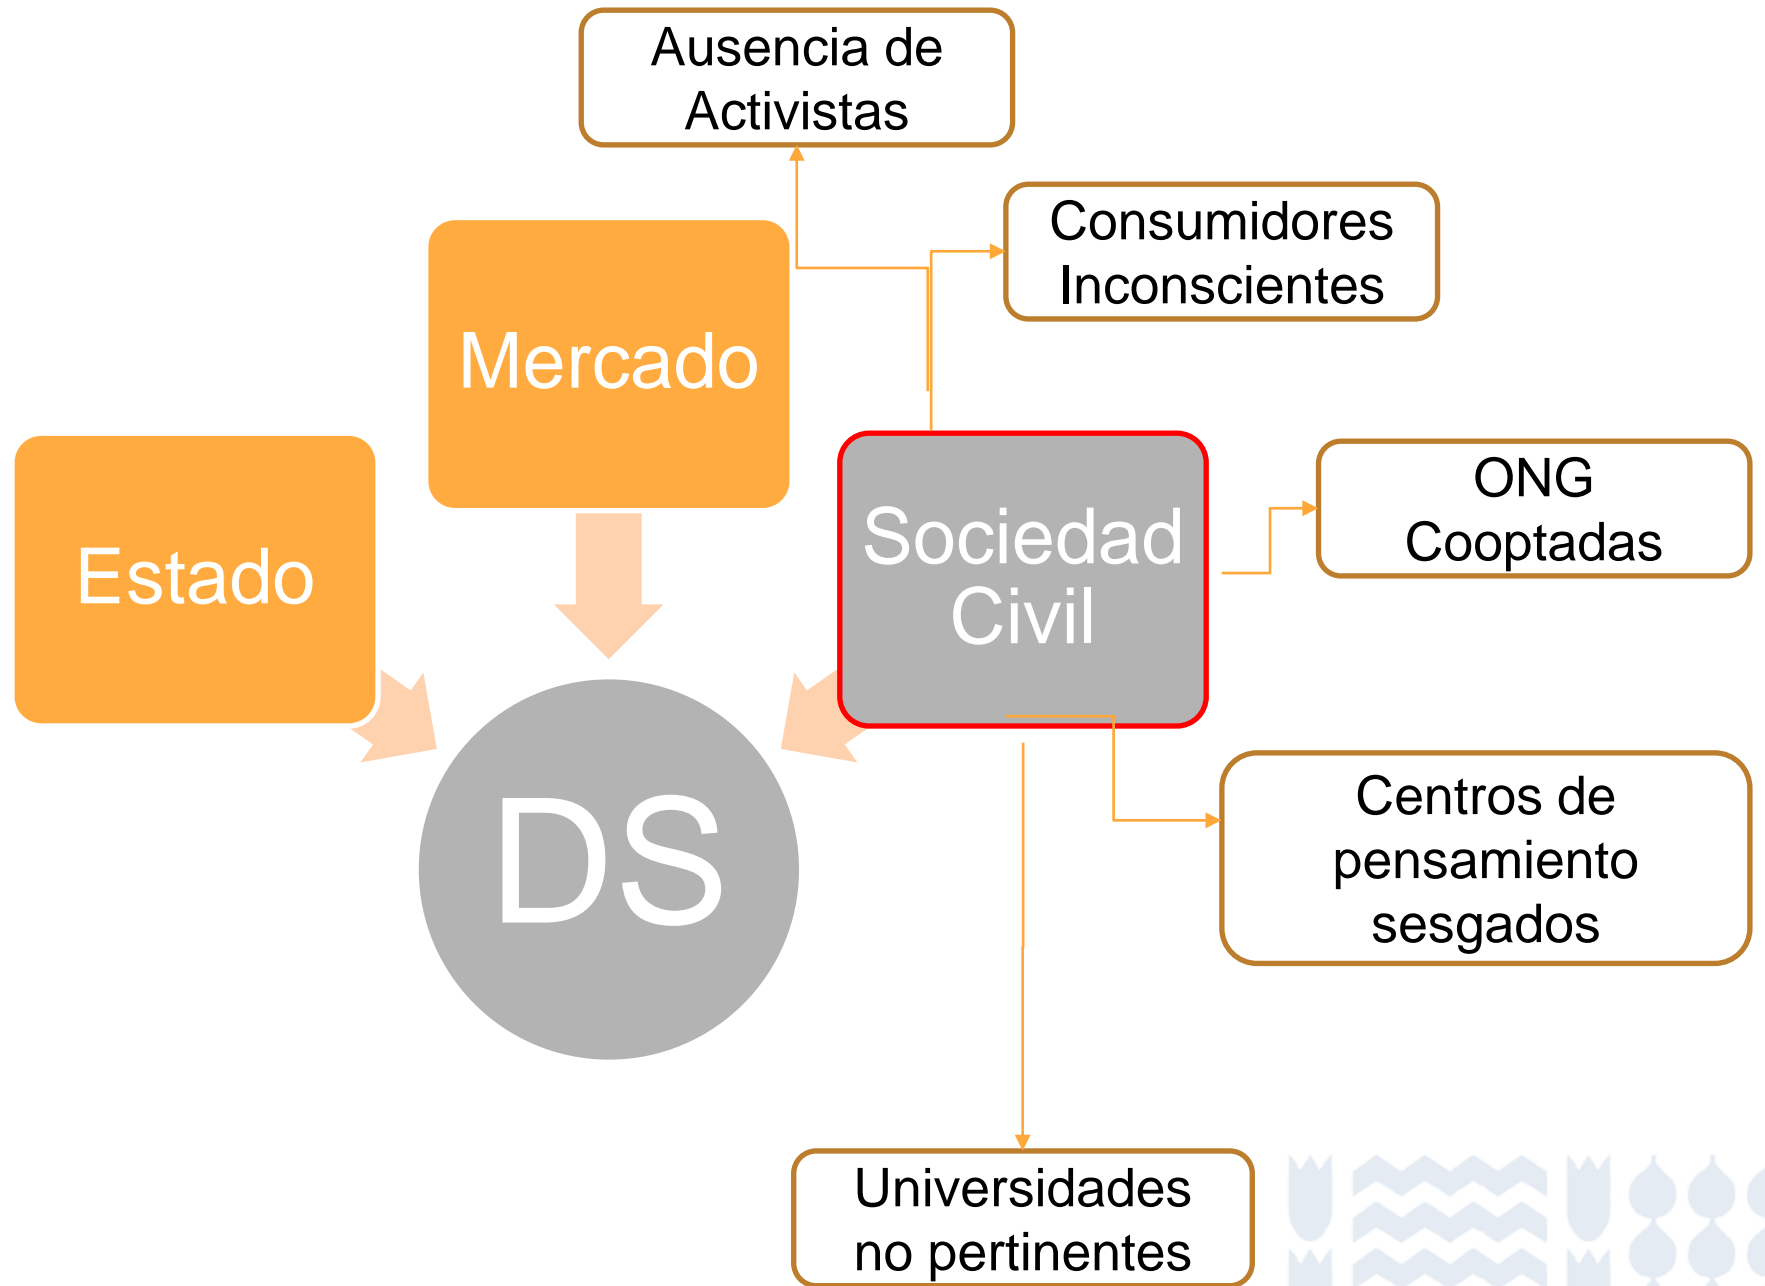 Ausencia de
Activistas
Consumidores
Inconscientes
Mercado
Estado
Sociedad
Civil
ONG
Cooptadas
DS
Centros de
pensamiento
sesgados
Universidades
no pertinentes